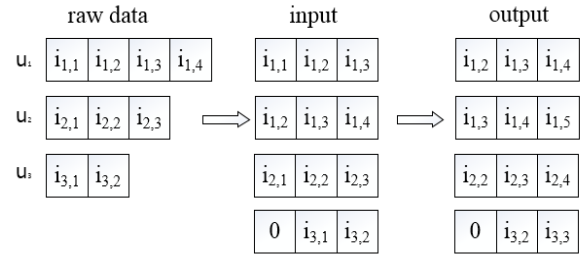 raw data input output
u₁ i₁,₁ i₁,₂ i₁,₃ i₁,₄ i₁,₁ i₁,₂ i₁,₃ i₁,₂ i₁,₃ i₁,₄
u₂ i₂,₁ i₂,₂ i₂,₃ i₁,₂ i₁,₃ i₁,₄ i₁,₃ i₁,₄ i₁,₅
u₃ i₃,₁ i₃,₂ i₂,₁ i₂,₂ i₂,₃ i₂,₂ i₂,₃ i₂,₄
0 i₃,₁ i₃,₂ 0 i₃,₂ i₃,₃